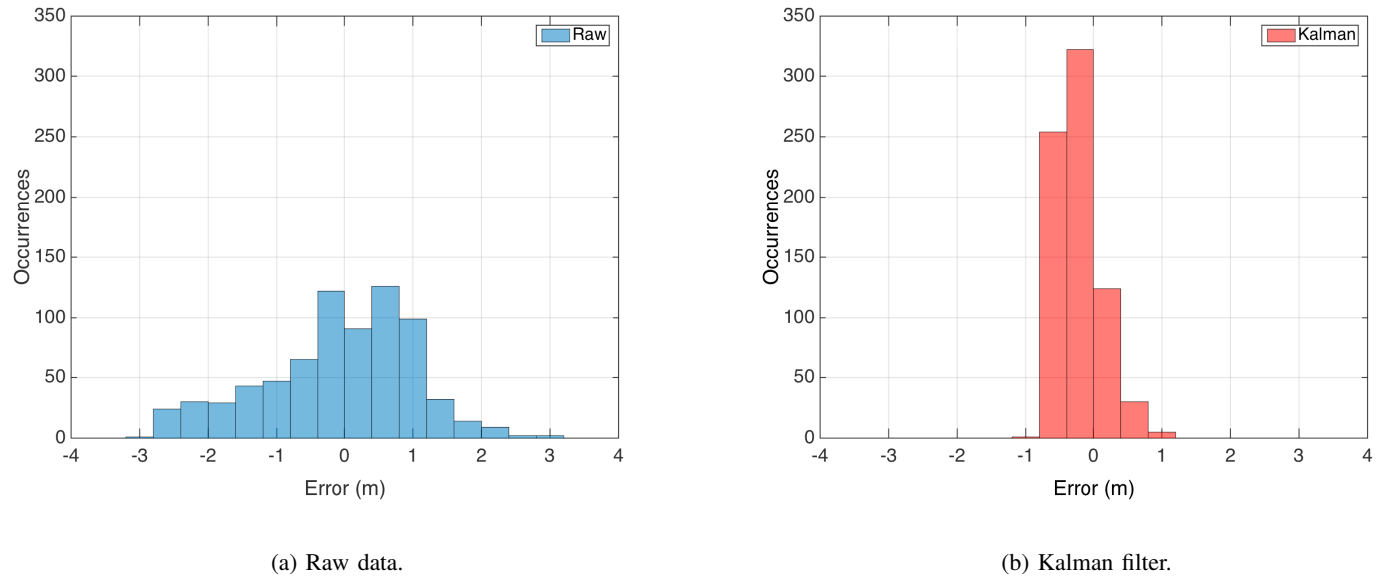 350
300
250
200
150
100
50
0
Occurrences
-4 -3 -2 -1 0 1 2 3 4
Error (m)
Raw
(a) Raw data.
350
300
250
200
150
100
50
0
Occurrences
-4 -3 -2 -1 0 1 2 3 4
Error (m)
Kalman
(b) Kalman filter.